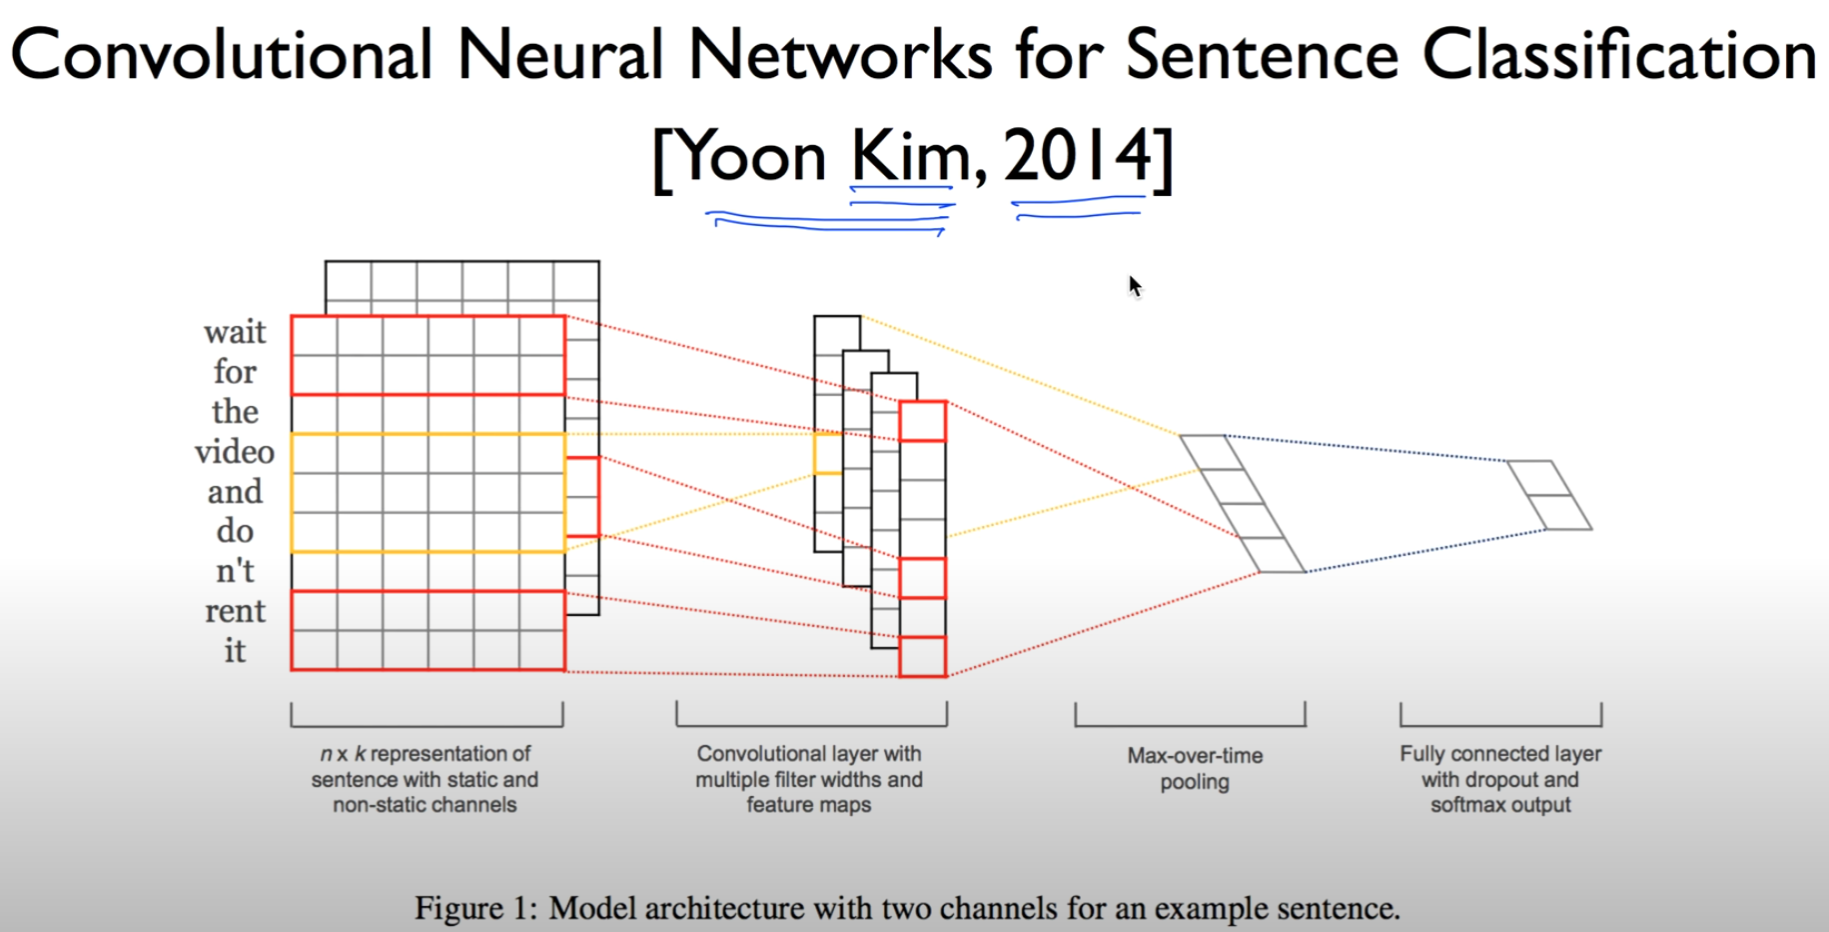 Convolutional Neural Networks for Sentence Classification
[Yoon Kim, 2014]
wait
for
the
video
and
do
n't
rent
it
n x k representation of
sentence with static and
non-static channels
Convolutional layer with
multiple filter widths and
feature maps
Max-over-time
pooling
Fully connected layer
with dropout and
softmax output
Figure 1: Model architecture with two channels for an example sentence.